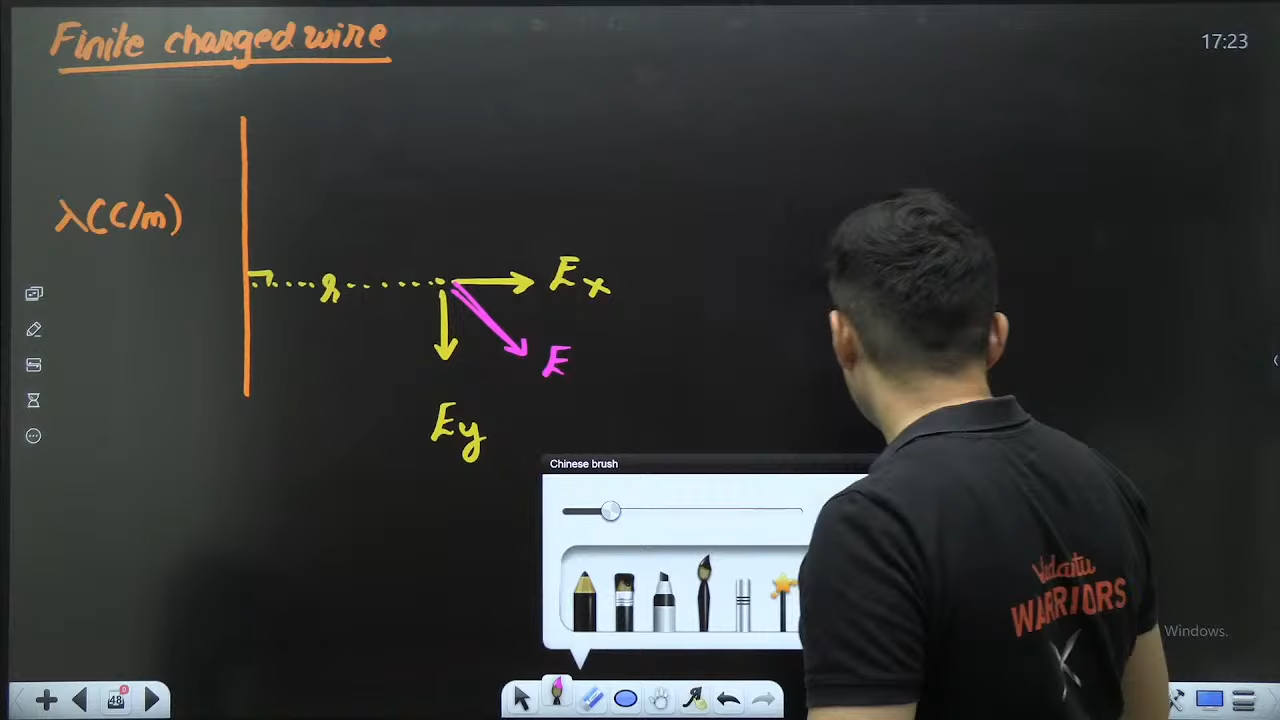 Finite charged wire
17:23
λ(C/m)
r
Ex
E
Ey
Chinese brush
Vedantu
WARRIORS
Windows.
48